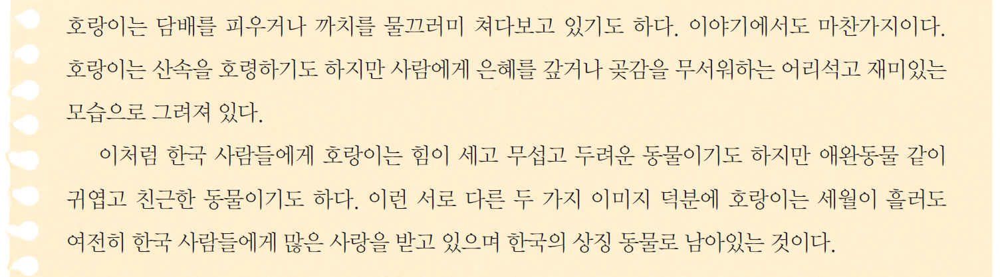 호랑이는 담배를 피우거나 까치를 물끄러미 쳐다보고 있기도 하다. 이야기에서도 마찬가지이다.
호랑이는 산속을 호령하기도 하지만 사람에게 은혜를 갚거나 곶감을 무서워하는 어리석고 재미있는
모습으로 그려져 있다.
이처럼 한국 사람들에게 호랑이는 힘이 세고 무섭고 두려운 동물이기도 하지만 애완동물 같이
귀엽고 친근한 동물이기도 하다. 이런 서로 다른 두 가지 이미지 덕분에 호랑이는 세월이 흘러도
여전히 한국 사람들에게 많은 사랑을 받고 있으며 한국의 상징 동물로 남아있는 것이다.